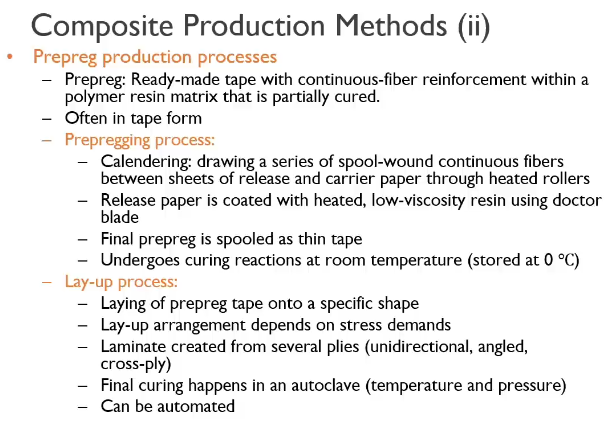 Composite Production Methods (ii)
• Prepreg production processes
– Prepreg: Ready-made tape with continuous-fiber reinforcement within a
polymer resin matrix that is partially cured.
– Often in tape form
– Prepregging process:
– Calendering: drawing a series of spool-wound continuous fibers
between sheets of release and carrier paper through heated rollers
– Release paper is coated with heated, low-viscosity resin using doctor
blade
– Final prepreg is spooled as thin tape
– Undergoes curing reactions at room temperature (stored at 0 °C)
– Lay-up process:
– Laying of prepreg tape onto a specific shape
– Lay-up arrangement depends on stress demands
– Laminate created from several plies (unidirectional, angled,
cross-ply)
– Final curing happens in an autoclave (temperature and pressure)
– Can be automated